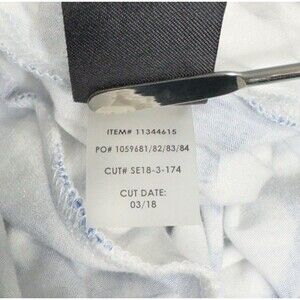 ITEM# 11344615
PO# 1059681/82/83/84
CUT# SE18-3-174
CUT DATE:
03/18